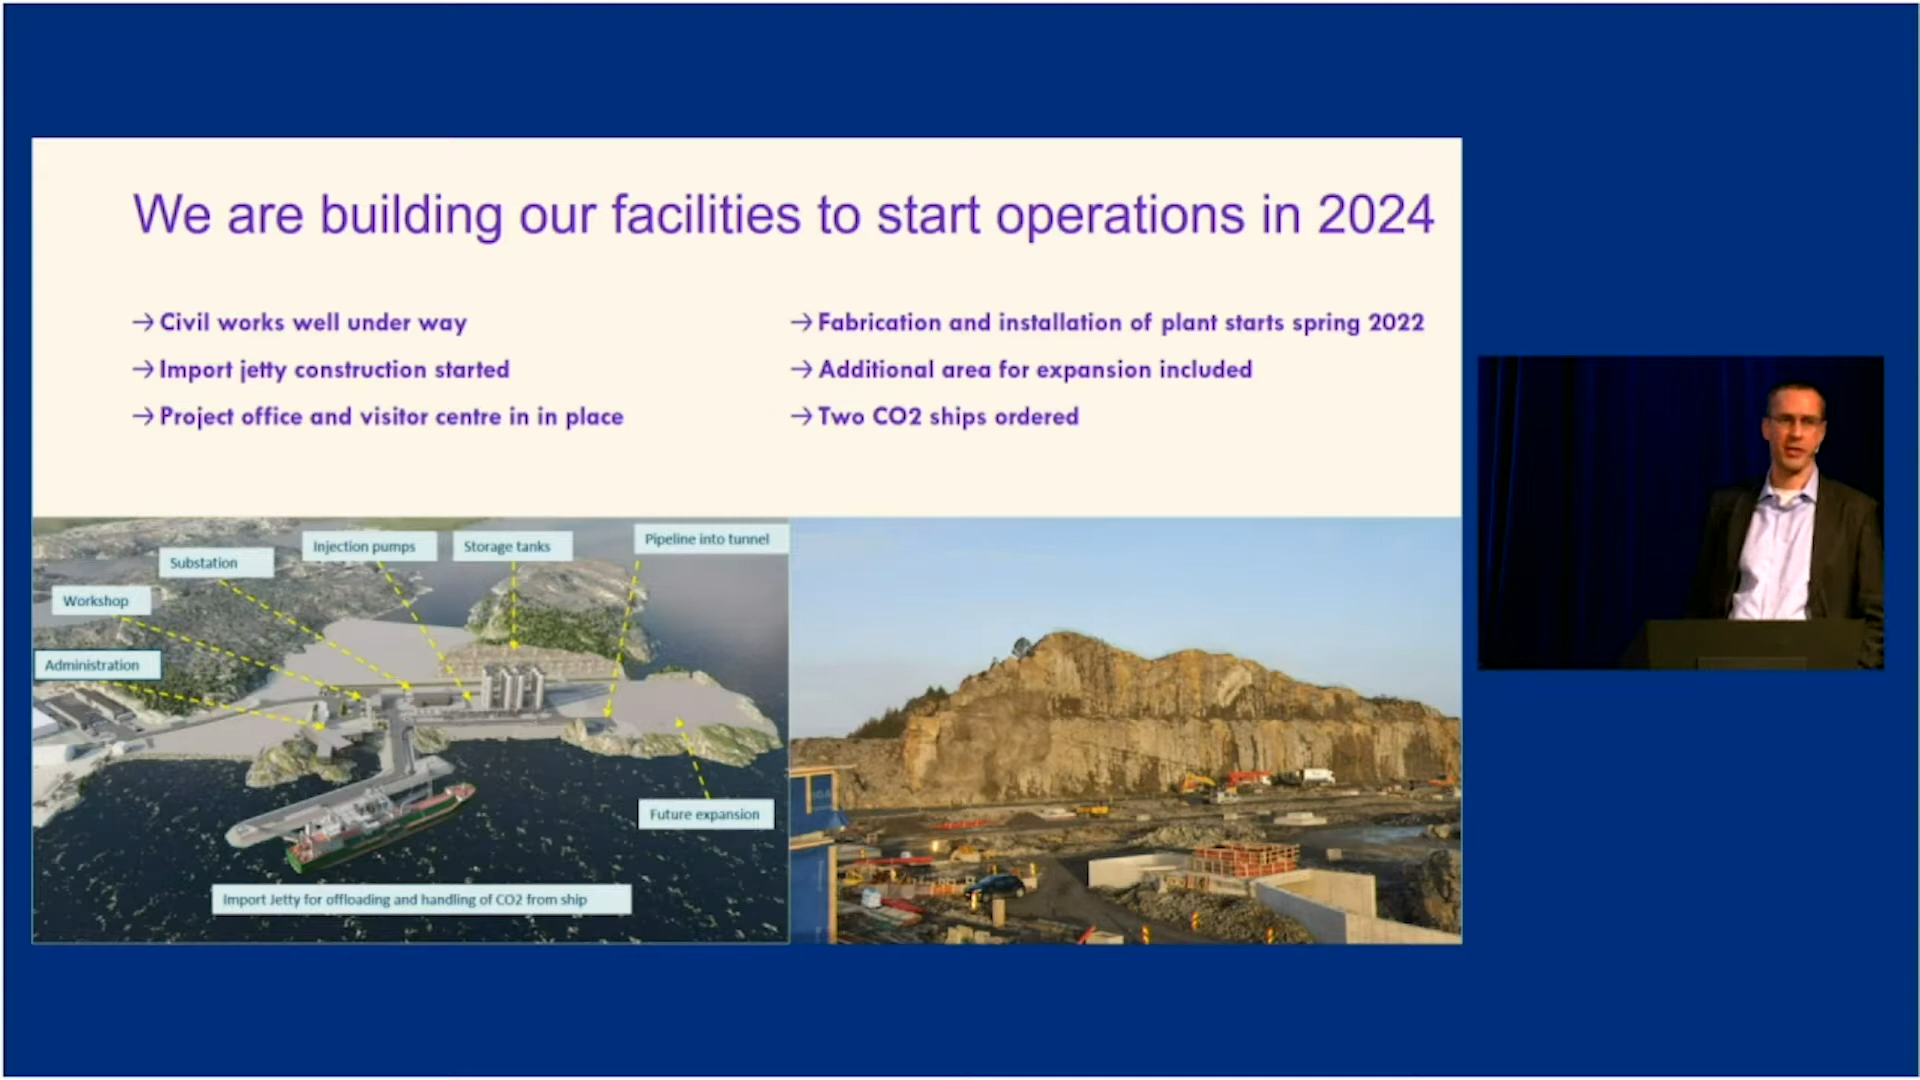 We are building our facilities to start operations in 2024
→ Civil works well under way
→ Import jetty construction started
→ Project office and visitor centre in in place
→ Fabrication and installation of plant starts spring 2022
→ Additional area for expansion included
→ Two CO2 ships ordered
Injection pumps
Storage tanks
Pipeline into tunnel
Substation
Workshop
Administration
Future expansion
Import Jetty for offloading and handling of CO2 from ship